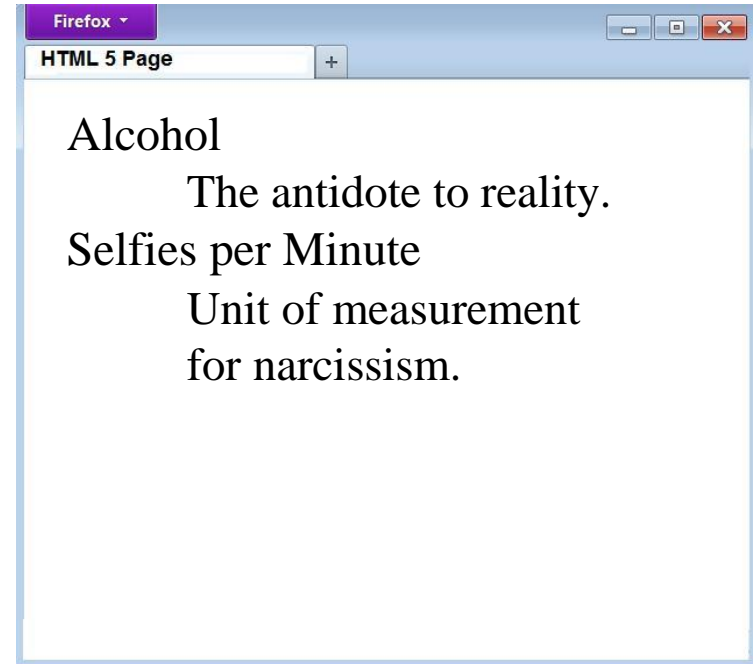 Firefox
HTML 5 Page
Alcohol
The antidote to reality.
Selfies per Minute
Unit of measurement
for narcissism.